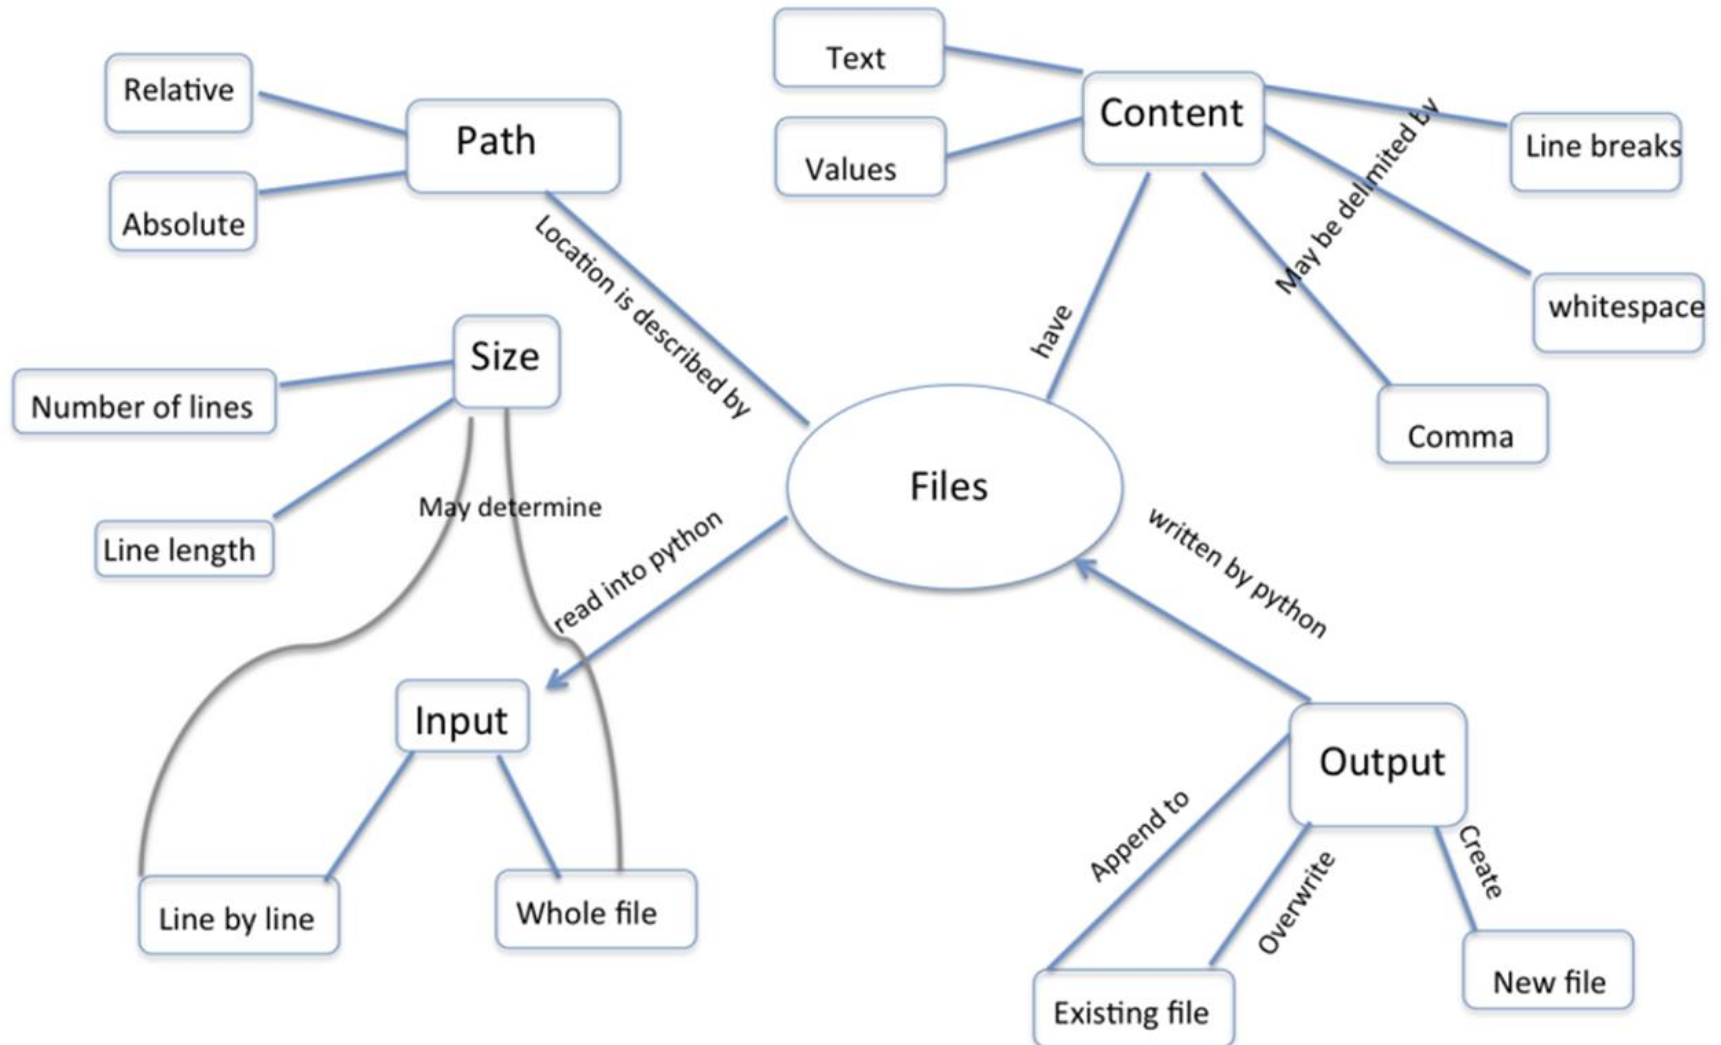 Text
Relative
Path
Content
Line breaks
Values
Absolute
May be delimited by
Location is described by
whitespace
have
Size
Number of lines
Comma
Files
May determine
Line length
read into python
written by python
Input
Output
Append to
Overwrite
Create
Line by line
Whole file
New file
Existing file